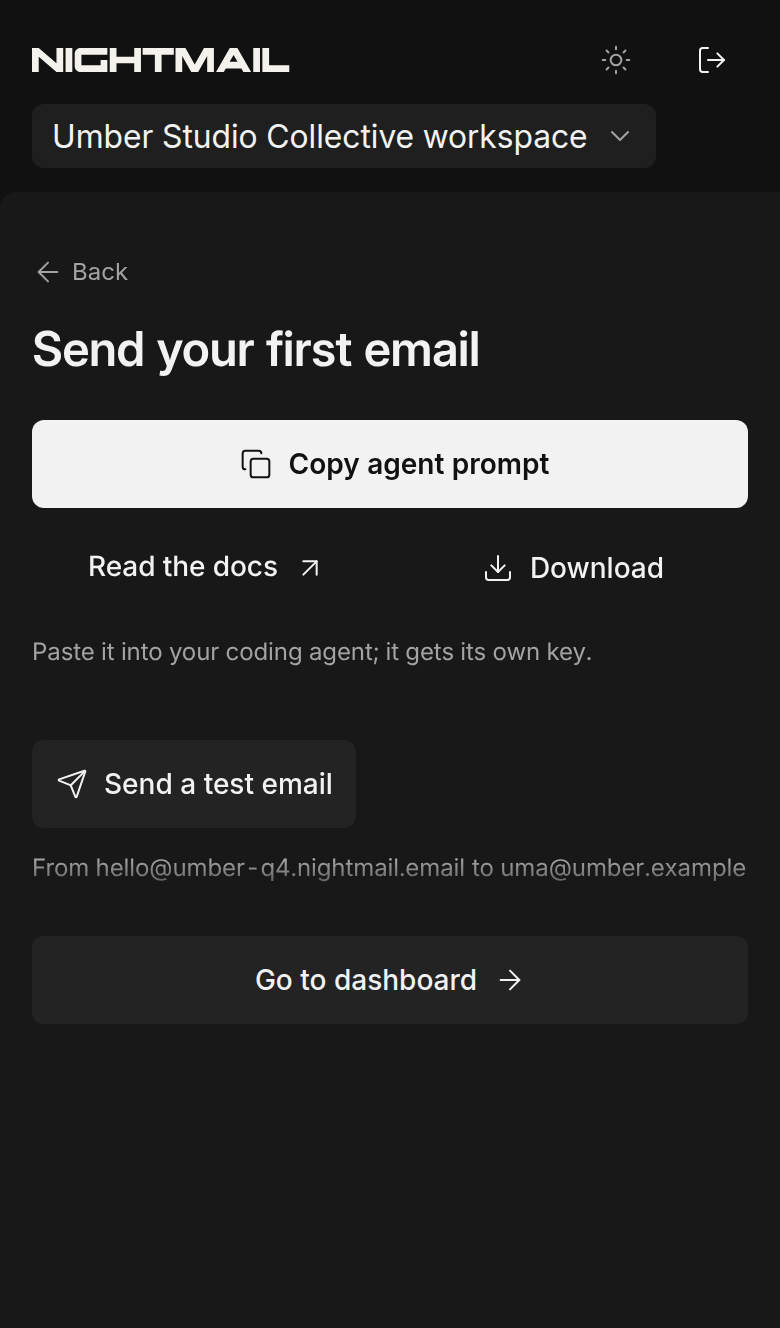 NIGHTMAIL
Umber Studio Collective workspace
Back
Send your first email
Copy agent prompt
Read the docs
Download
Paste it into your coding agent; it gets its own key.
Send a test email
From hello@umber-q4.nightmail.email to uma@umber.example
Go to dashboard